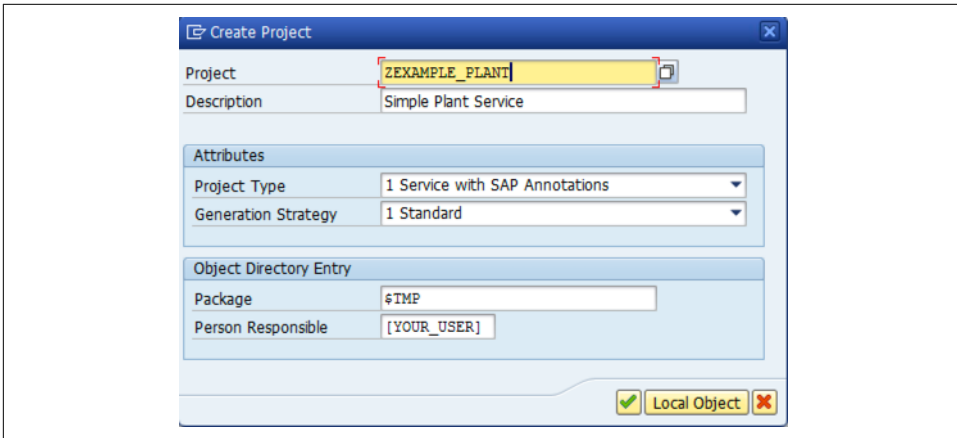 Create Project
Project ZEXAMPLE_PLANT
Description Simple Plant Service
Attributes
Project Type 1 Service with SAP Annotations
Generation Strategy 1 Standard
Object Directory Entry
Package $TMP
Person Responsible [YOUR_USER]
Local Object